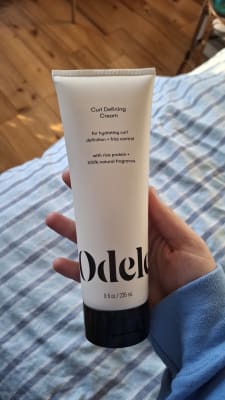 Curl Defining
Cream
for hydrating curl
definition + frizz control
with rice protein +
100% natural fragrance
Odele
8 fl oz / 235 mL